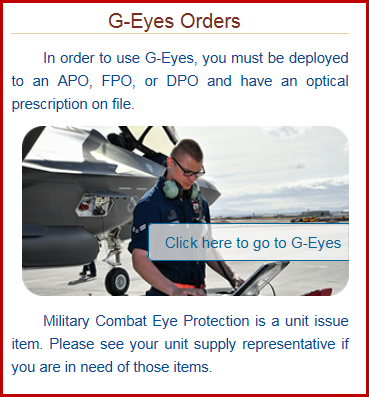 G-Eyes Orders
In order to use G-Eyes, you must be deployed
to an APO, FPO, or DPO and have an optical
prescription on file.
Click here to go to G-Eyes
Military Combat Eye Protection is a unit issue
item. Please see your unit supply representative if
you are in need of those items.